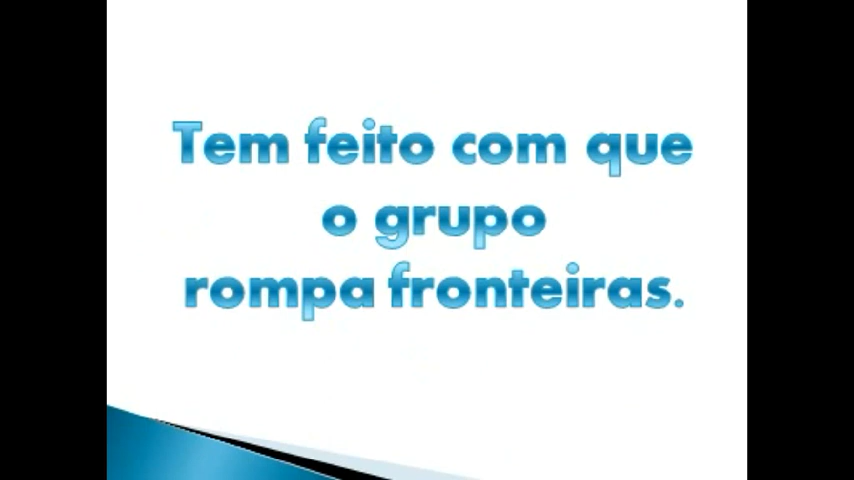 Tem feito com que
o grupo
rompa fronteiras.